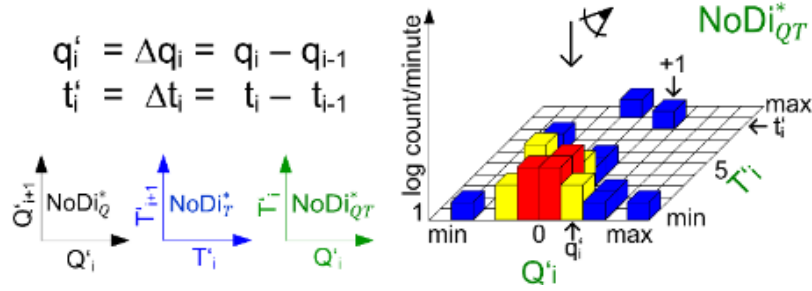 q‘i = Δqi = qi – qi-1
t‘i = Δti = ti – ti-1
Q‘i+1
NoDi*Q
Q‘i
T‘i+1
NoDi*T
T‘i
T‘i
NoDi*QT
Q‘i
NoDi*QT
log count/minute
+1
max
t‘i
5
T‘i
min
1
min
0
q‘i
max
Q‘i